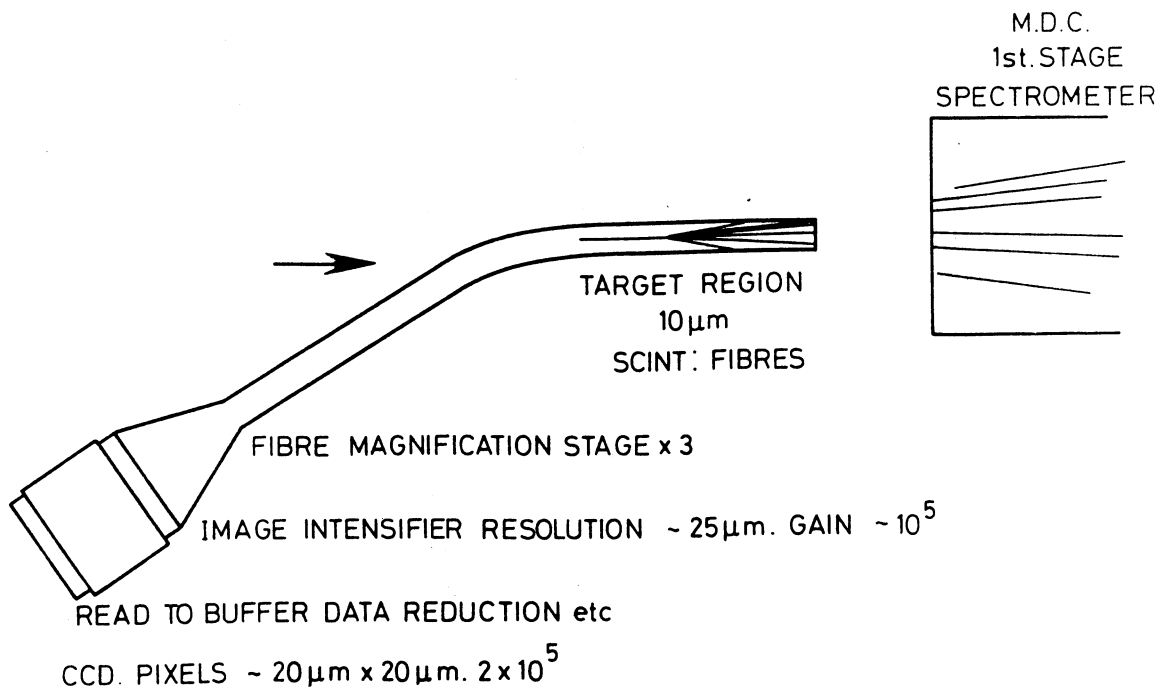 M.D.C.
1st. STAGE
SPECTROMETER
TARGET REGION
10μm
SCINT: FIBRES
FIBRE MAGNIFICATION STAGE x 3
IMAGE INTENSIFIER RESOLUTION ~ 25μm. GAIN ~10⁵
READ TO BUFFER DATA REDUCTION etc
CCD. PIXELS ~ 20μm x 20μm. 2 x 10⁵